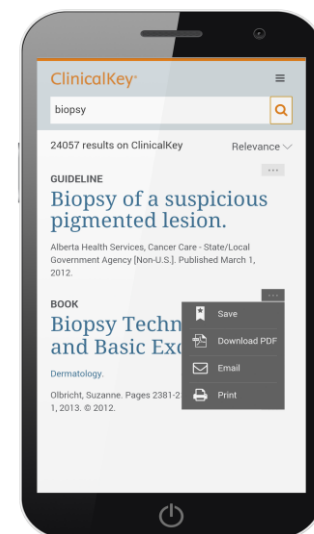 ClinicalKey
biopsy
24057 results on ClinicalKey Relevance
GUIDELINE
Biopsy of a suspicious
pigmented lesion.
Alberta Health Services, Cancer Care - State/Local
Government Agency [Non-U.S.]. Published March 1,
2012.
BOOK
Biopsy Techn
and Basic Exc
Dermatology.
Olbricht, Suzanne. Pages 2381-2
1, 2013. © 2012.
Save
Download PDF
Email
Print